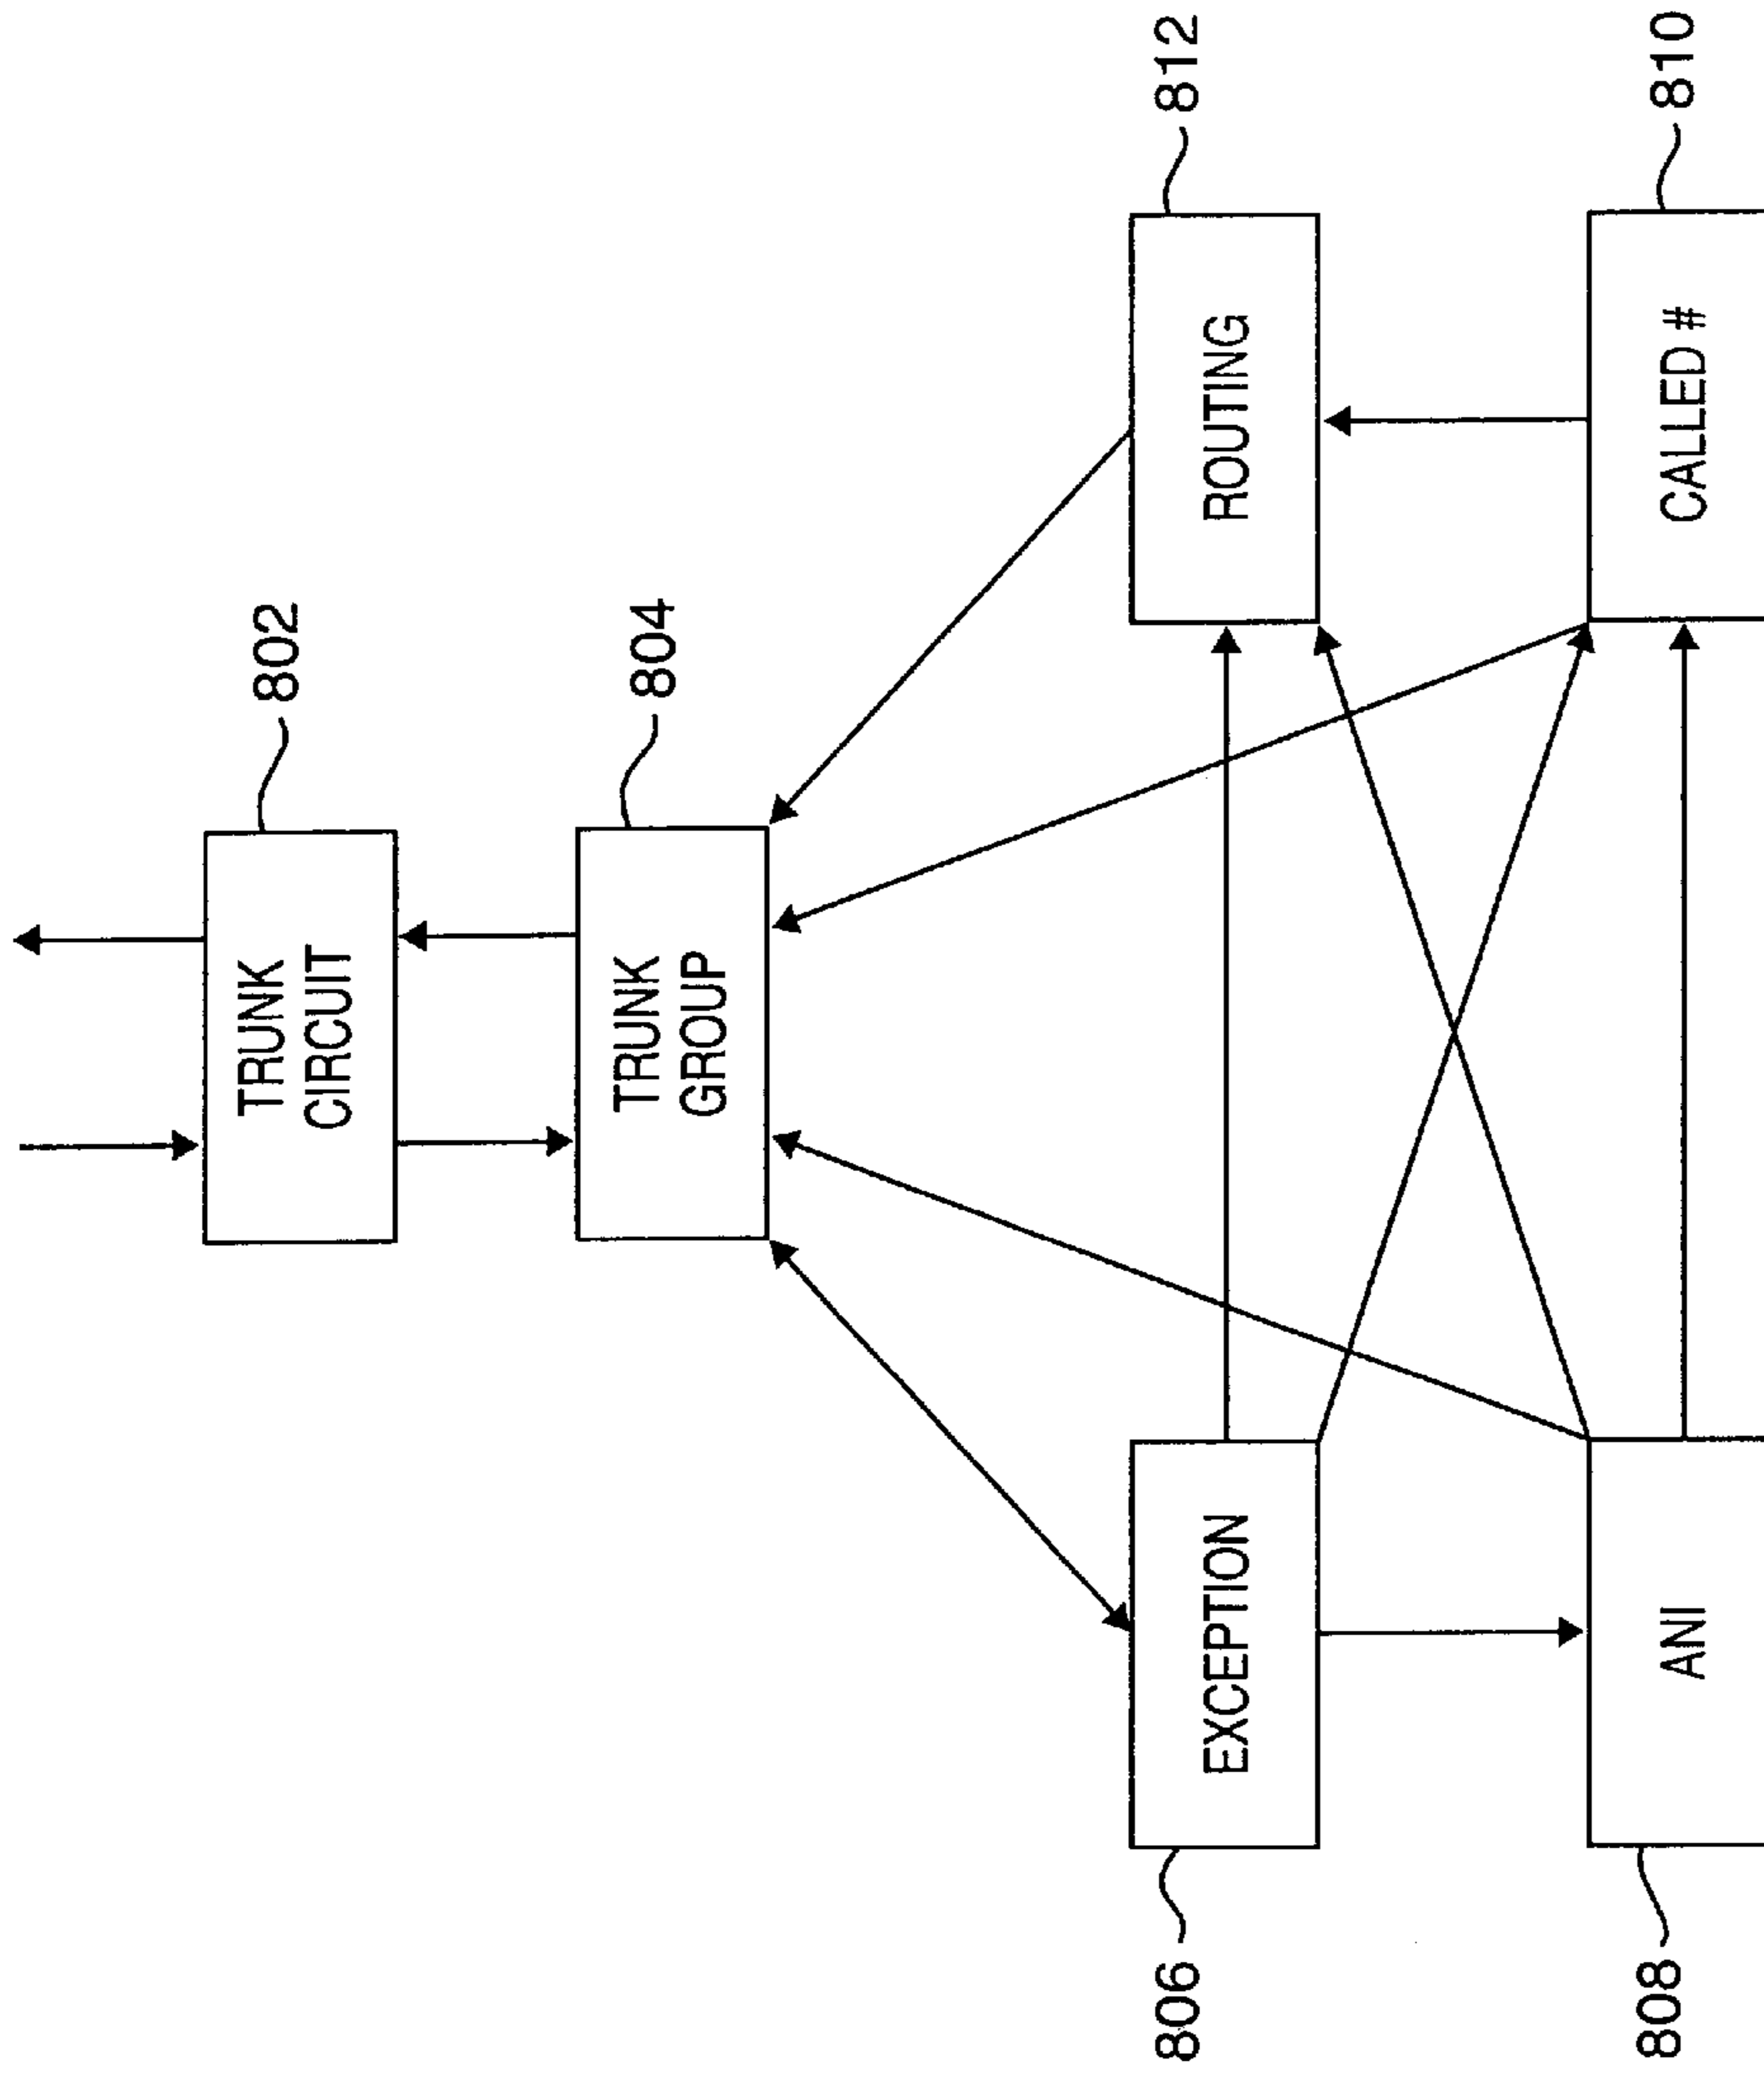 802
TRUNK
CIRCUIT
804
TRUNK
GROUP
806
EXCEPTION
ROUTING
812
808
ANI
CALLED #
810